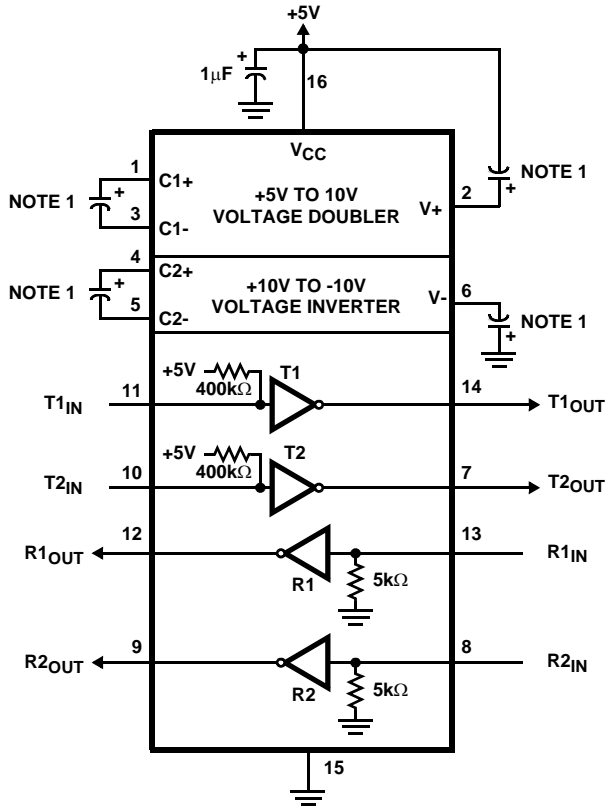 +5V
1μF
+
16
VCC
1
C1+
+5V TO 10V
VOLTAGE DOUBLER
NOTE 1
+
3
C1-
V+
2
NOTE 1
+
4
C2+
+10V TO -10V
VOLTAGE INVERTER
NOTE 1
+
5
C2-
V-
6
NOTE 1
+
+5V
400kΩ
T1
T1IN
11
14
T1OUT
+5V
400kΩ
T2
T2IN
10
7
T2OUT
R1OUT
12
R1
5kΩ
13
R1IN
R2OUT
9
R2
5kΩ
8
R2IN
15